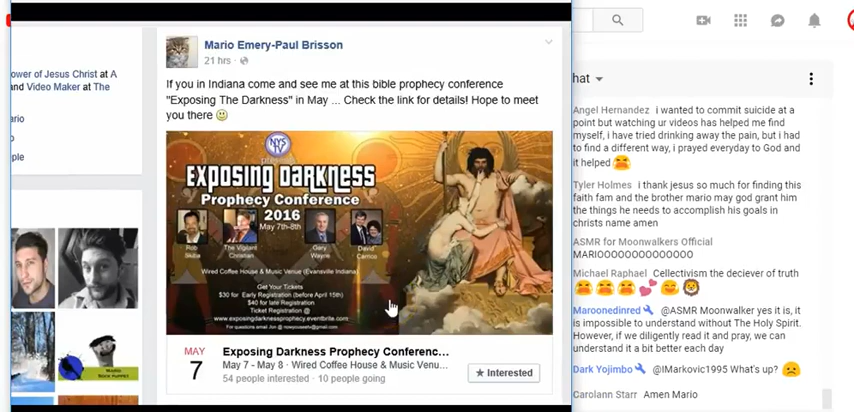 ower of Jesus Christ at A
and Video Maker at The
ario
o
ple
Mario Emery-Paul Brisson
21 hrs
If you in Indiana come and see me at this bible prophecy conference
"Exposing The Darkness" in May ... Check the link for details! Hope to meet
you there
NYS
TV
EXPOSING DARKNESS
Prophecy Conference
2016
May 7th-8th
Rob
Skiba
The Vigilant
Christian
Gary
Wayne
David
Carrico
Wired Coffee House & Music Venue (Evansville Indiana)
Get Your Tickets
$30 for Early Registration (before April 15th)
$40 for late Registration
Ticket Registration @
www.exposingdarknessprophecy.eventbrite.com
For questions email Jon @
MAY
7
Exposing Darkness Prophecy Conferenc...
May 7 - May 8 · Wired Coffee House & Music Venu...
54 people interested · 10 people going
★ Interested
hat
Angel Hernandez i wanted to commit suicide at a
point but watching ur videos has helped me find
myself, i have tried drinking away the pain, but i had
to find a different way, i prayed everyday to God and
it helped
Tyler Holmes i thank jesus so much for finding this
faith fam and the brother mario may god grant him
the things he needs to accomplish his goals in
christs name amen
ASMR for Moonwalkers Official
MARIOOOOOOOOOOOOOO
Michael Raphael Cellectivism the deciever of truth
Maroonedinred @ASMR Moonwalker yes it is, it
is impossible to understand without The Holy Spirit.
However, if we diligently read it and pray, we can
understand it a bit better each day
Dark Yojimbo @IMarkovic1995 What's up?
Carolann Starr Amen Mario